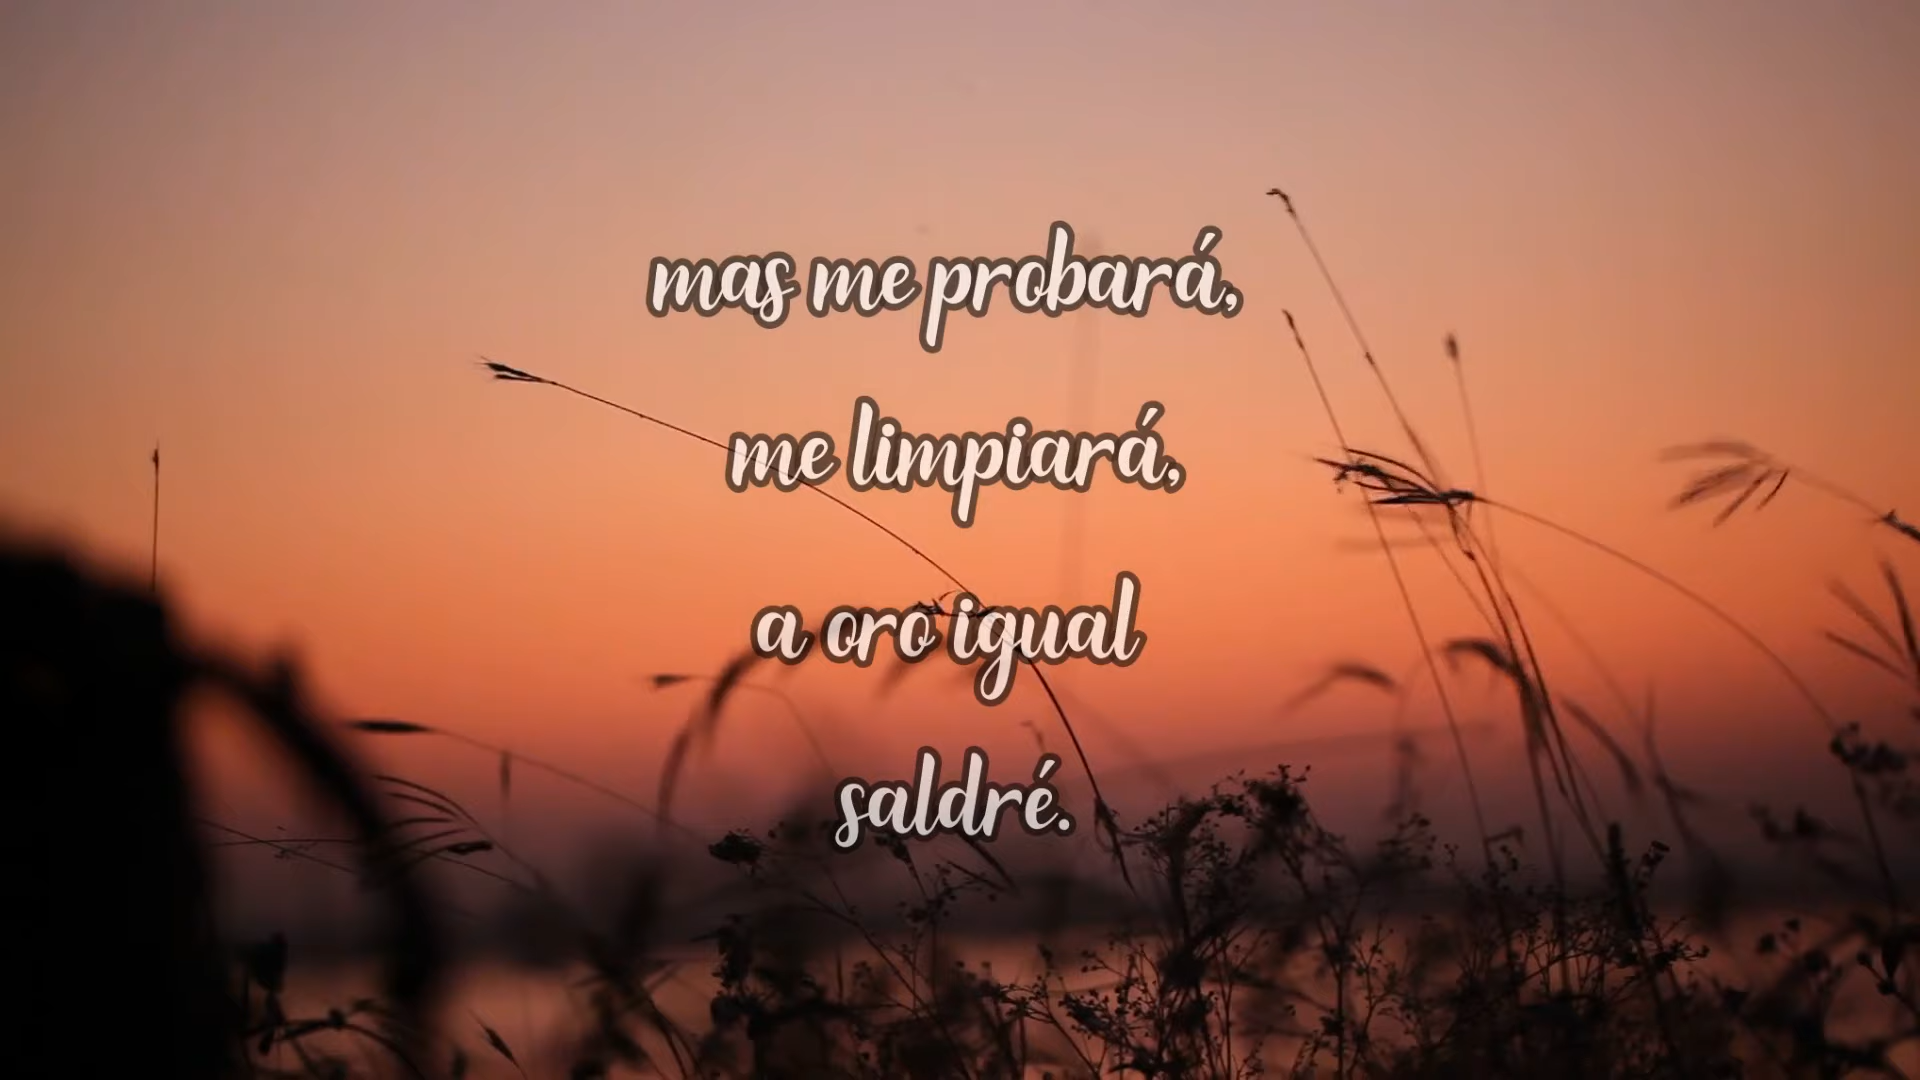 mas me probará,
me limpiará,
a oro igual
saldré.